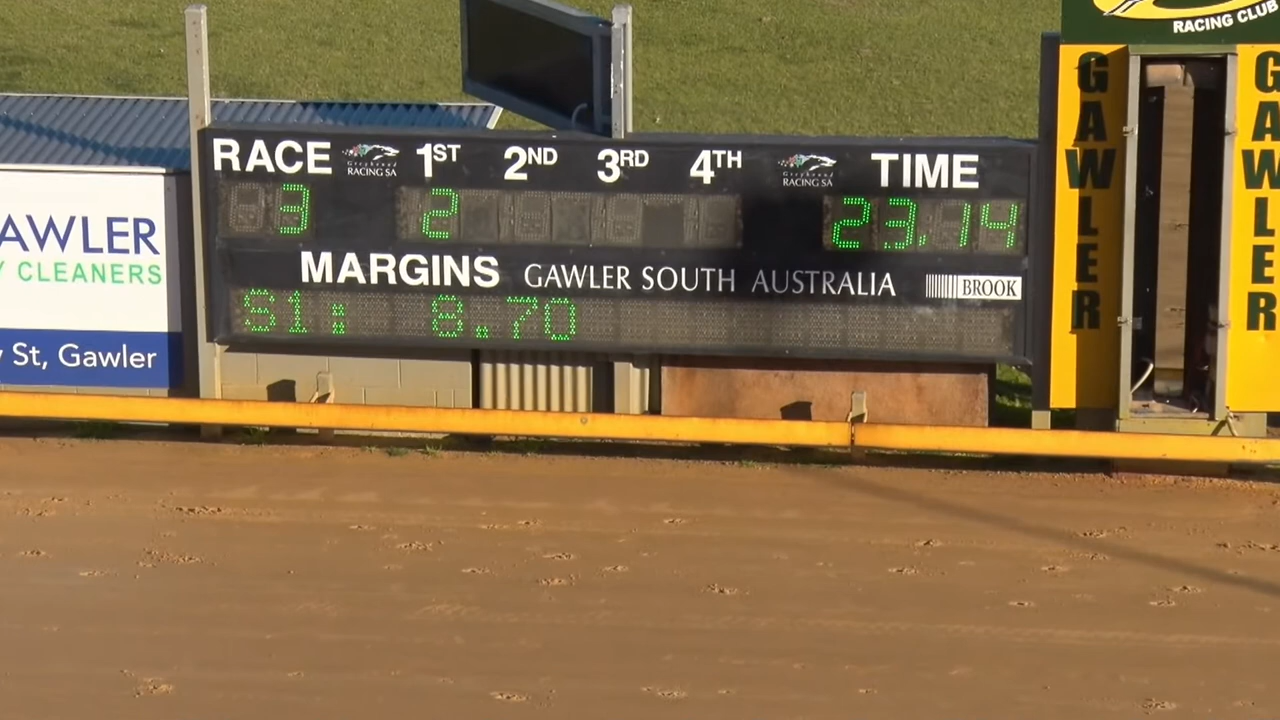 RACING CLUB
RACE 1ST 2ND 3RD 4TH TIME
Greyhound RACING SA
Greyhound RACING SA
3 2 23.14
MARGINS GAWLER SOUTH AUSTRALIA BROOK
S1: 8.70
AWLER
CLEANERS
St, Gawler
GAWLER
GAWLER